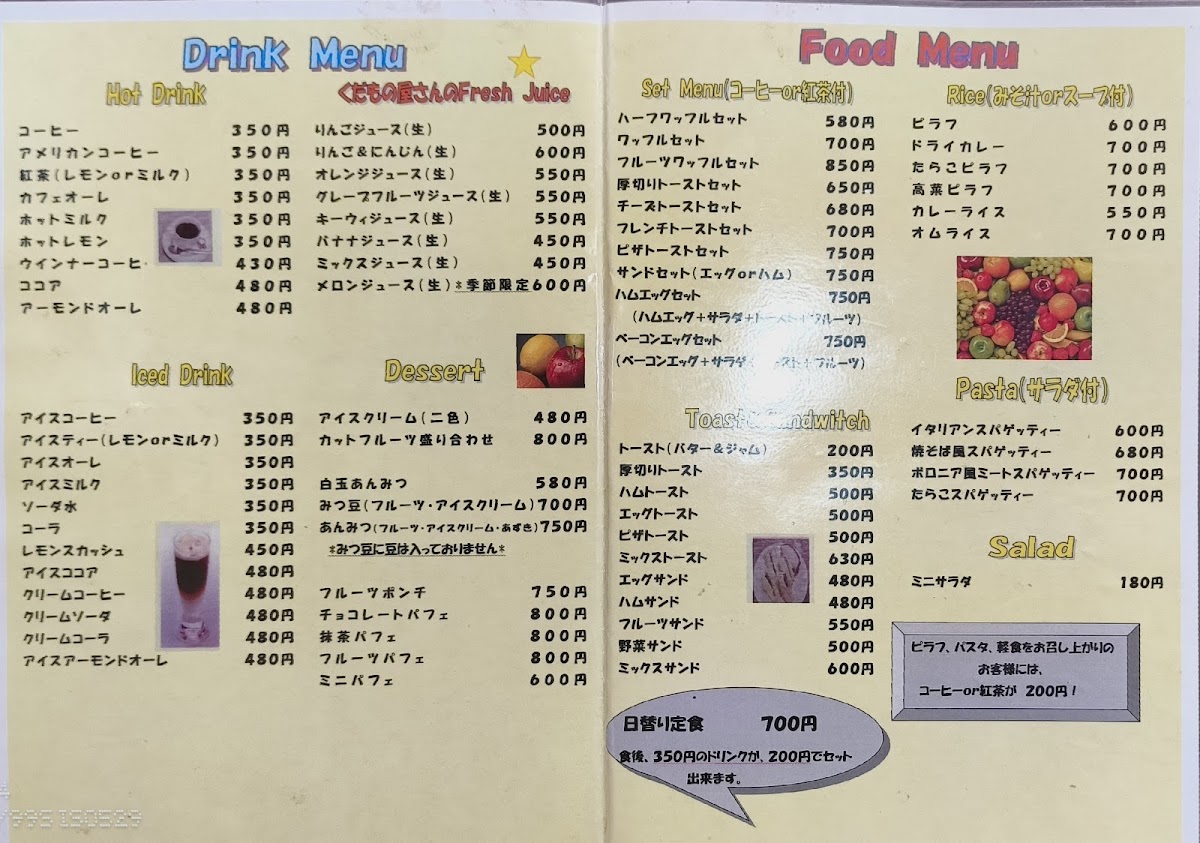 Drink Menu
Hot Drink
コーヒー 350円
アメリカンコーヒー 350円
紅茶(レモンorミルク) 350円
カフェオーレ 350円
ホットミルク 350円
ホットレモン 350円
ウインナーコーヒ 430円
ココア 480円
アーモンドオーレ 480円
Iced Drink
アイスコーヒー 350円
アイスティー(レモンorミルク) 350円
アイスオーレ 350円
アイスミルク 350円
ソーダ水 350円
コーラ 350円
レモンスカッシュ 450円
アイスココア 480円
クリームコーヒー 480円
クリームソーダ 480円
クリームコーラ 480円
アイスアーモンドオーレ 480円
くだもの屋さんのFresh Juice
りんごジュース(生) 500円
りんご&にんじん(生) 600円
オレンジジュース(生) 550円
グレープフルーツジュース(生) 550円
キーウィジュース(生) 550円
バナナジュース(生) 450円
ミックスジュース(生) 450円
メロンジュース(生)*季節限定600円
Dessert
アイスクリーム(二色) 480円
カットフルーツ盛り合わせ 800円
白玉あんみつ 580円
みつ豆(フルーツ・アイスクリーム)700円
あんみつ(フルーツ・アイスクリーム・あずき)750円
*みつ豆に豆は入っておりません*
フルーツポンチ 750円
チョコレートパフェ 800円
抹茶パフェ 800円
フルーツパフェ 800円
ミニパフェ 600円
Food Menu
Set Menu(コーヒーor紅茶付)
ハーフワッフルセット 580円
ワッフルセット 700円
フルーツワッフルセット 850円
厚切りトーストセット 650円
チーズトーストセット 680円
フレンチトーストセット 700円
ピザトーストセット 750円
サンドセット(エッグorハム) 750円
ハムエッグセット 750円
(ハムエッグ+サラダ+トースト+フルーツ)
ベーコンエッグセット 750円
(ベーコンエッグ+サラダ+トースト+フルーツ)
Toast Sandwitch
トースト(バター&ジャム) 200円
厚切りトースト 350円
ハムトースト 500円
エッグトースト 500円
ピザトースト 500円
ミックストースト 630円
エッグサンド 480円
ハムサンド 480円
フルーツサンド 550円
野菜サンド 500円
ミックスサンド 600円
日替り定食 700円
食後、350円のドリンクが、200円でセット
出来ます。
Rice(みそ汁orスープ付)
ピラフ 600円
ドライカレー 700円
たらこピラフ 700円
高菜ピラフ 700円
カレーライス 550円
オムライス 700円
Pasta(サラダ付)
イタリアンスパゲッティー 600円
焼そば風スパゲッティー 680円
ボロニア風ミートスパゲッティー 700円
たらこスパゲッティー 700円
Salad
ミニサラダ 180円
ピラフ、パスタ、軽食をお召し上がりの
お客様には、
コーヒーor紅茶が 200円!